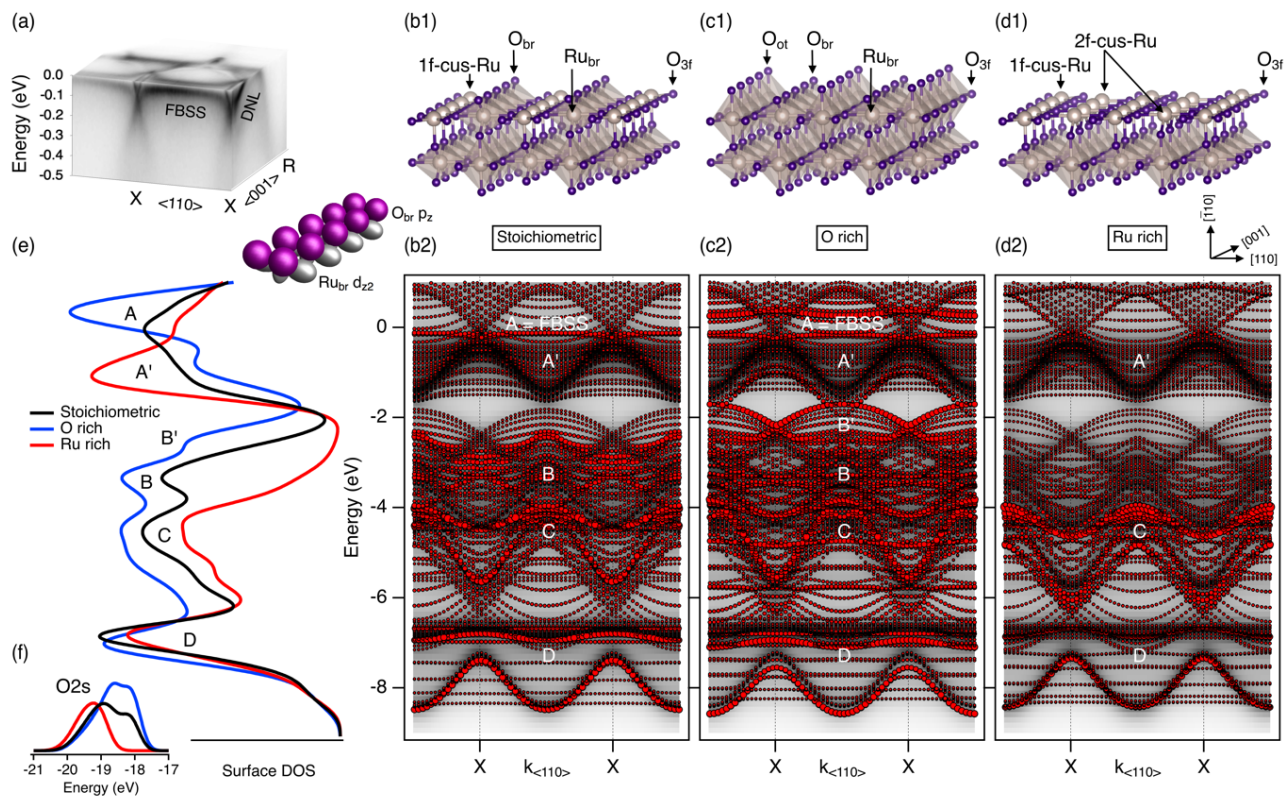 (a)
Energy (eV)
0.0
-0.1
-0.2
-0.3
-0.4
-0.5
FBSS
DNL
X <110> X <001> R
(b1)
1f-cus-Ru
O_br
Ru_br
O_3f
(c1)
O_ot
O_br
Ru_br
O_3f
(d1)
1f-cus-Ru
2f-cus-Ru
O_3f
[1̄10]
[001]
[110]
(e)
O_br p_z
Ru_br d_z2
A
A'
B'
B
C
D
Stoichiometric
O rich
Ru rich
Surface DOS
(f)
O2s
-21 -20 -19 -18 -17
Energy (eV)
(b2)
Stoichiometric
Energy (eV)
0
-2
-4
-6
-8
A = FBSS
A'
B
C
D
X k<110> X
(c2)
O rich
A = FBSS
A'
B'
B
C
D
X k<110> X
(d2)
Ru rich
A'
C
D
X k<110> X